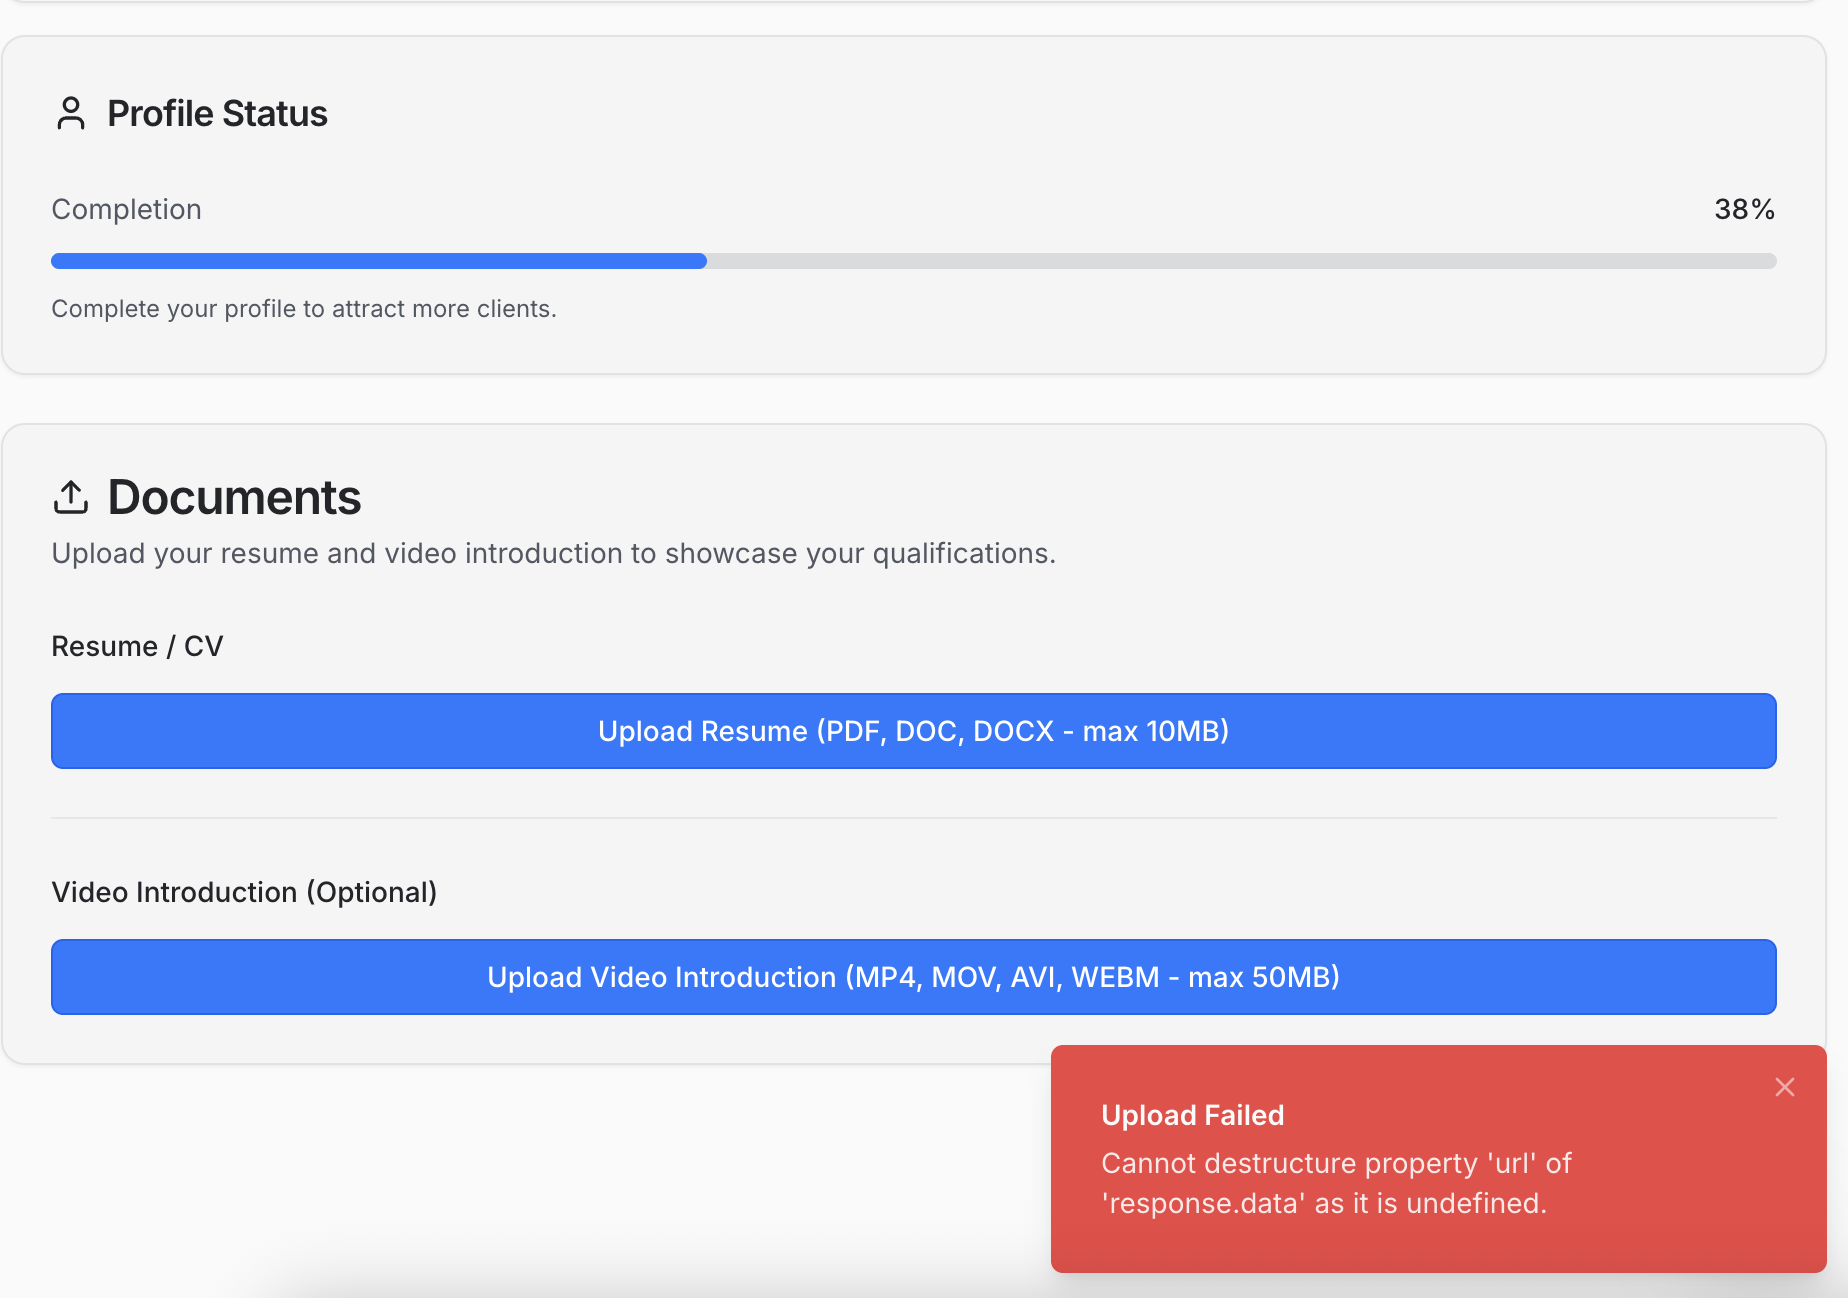 Profile Status
Completion
38%
Complete your profile to attract more clients.
Documents
Upload your resume and video introduction to showcase your qualifications.
Resume / CV
Upload Resume (PDF, DOC, DOCX - max 10MB)
Video Introduction (Optional)
Upload Video Introduction (MP4, MOV, AVI, WEBM - max 50MB)
Upload Failed
Cannot destructure property 'url' of
'response.data' as it is undefined.